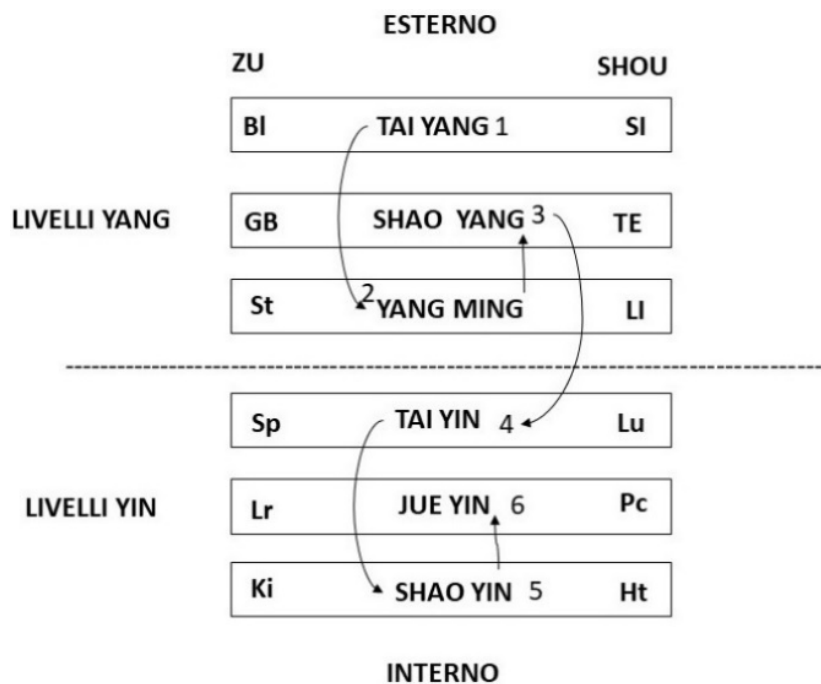 ESTERNO
ZU SHOU
Bl TAI YANG 1 SI
LIVELLI YANG GB SHAO YANG 3 TE
St 2 YANG MING LI
Sp TAI YIN 4 Lu
LIVELLI YIN Lr JUE YIN 6 Pc
Ki SHAO YIN 5 Ht
INTERNO